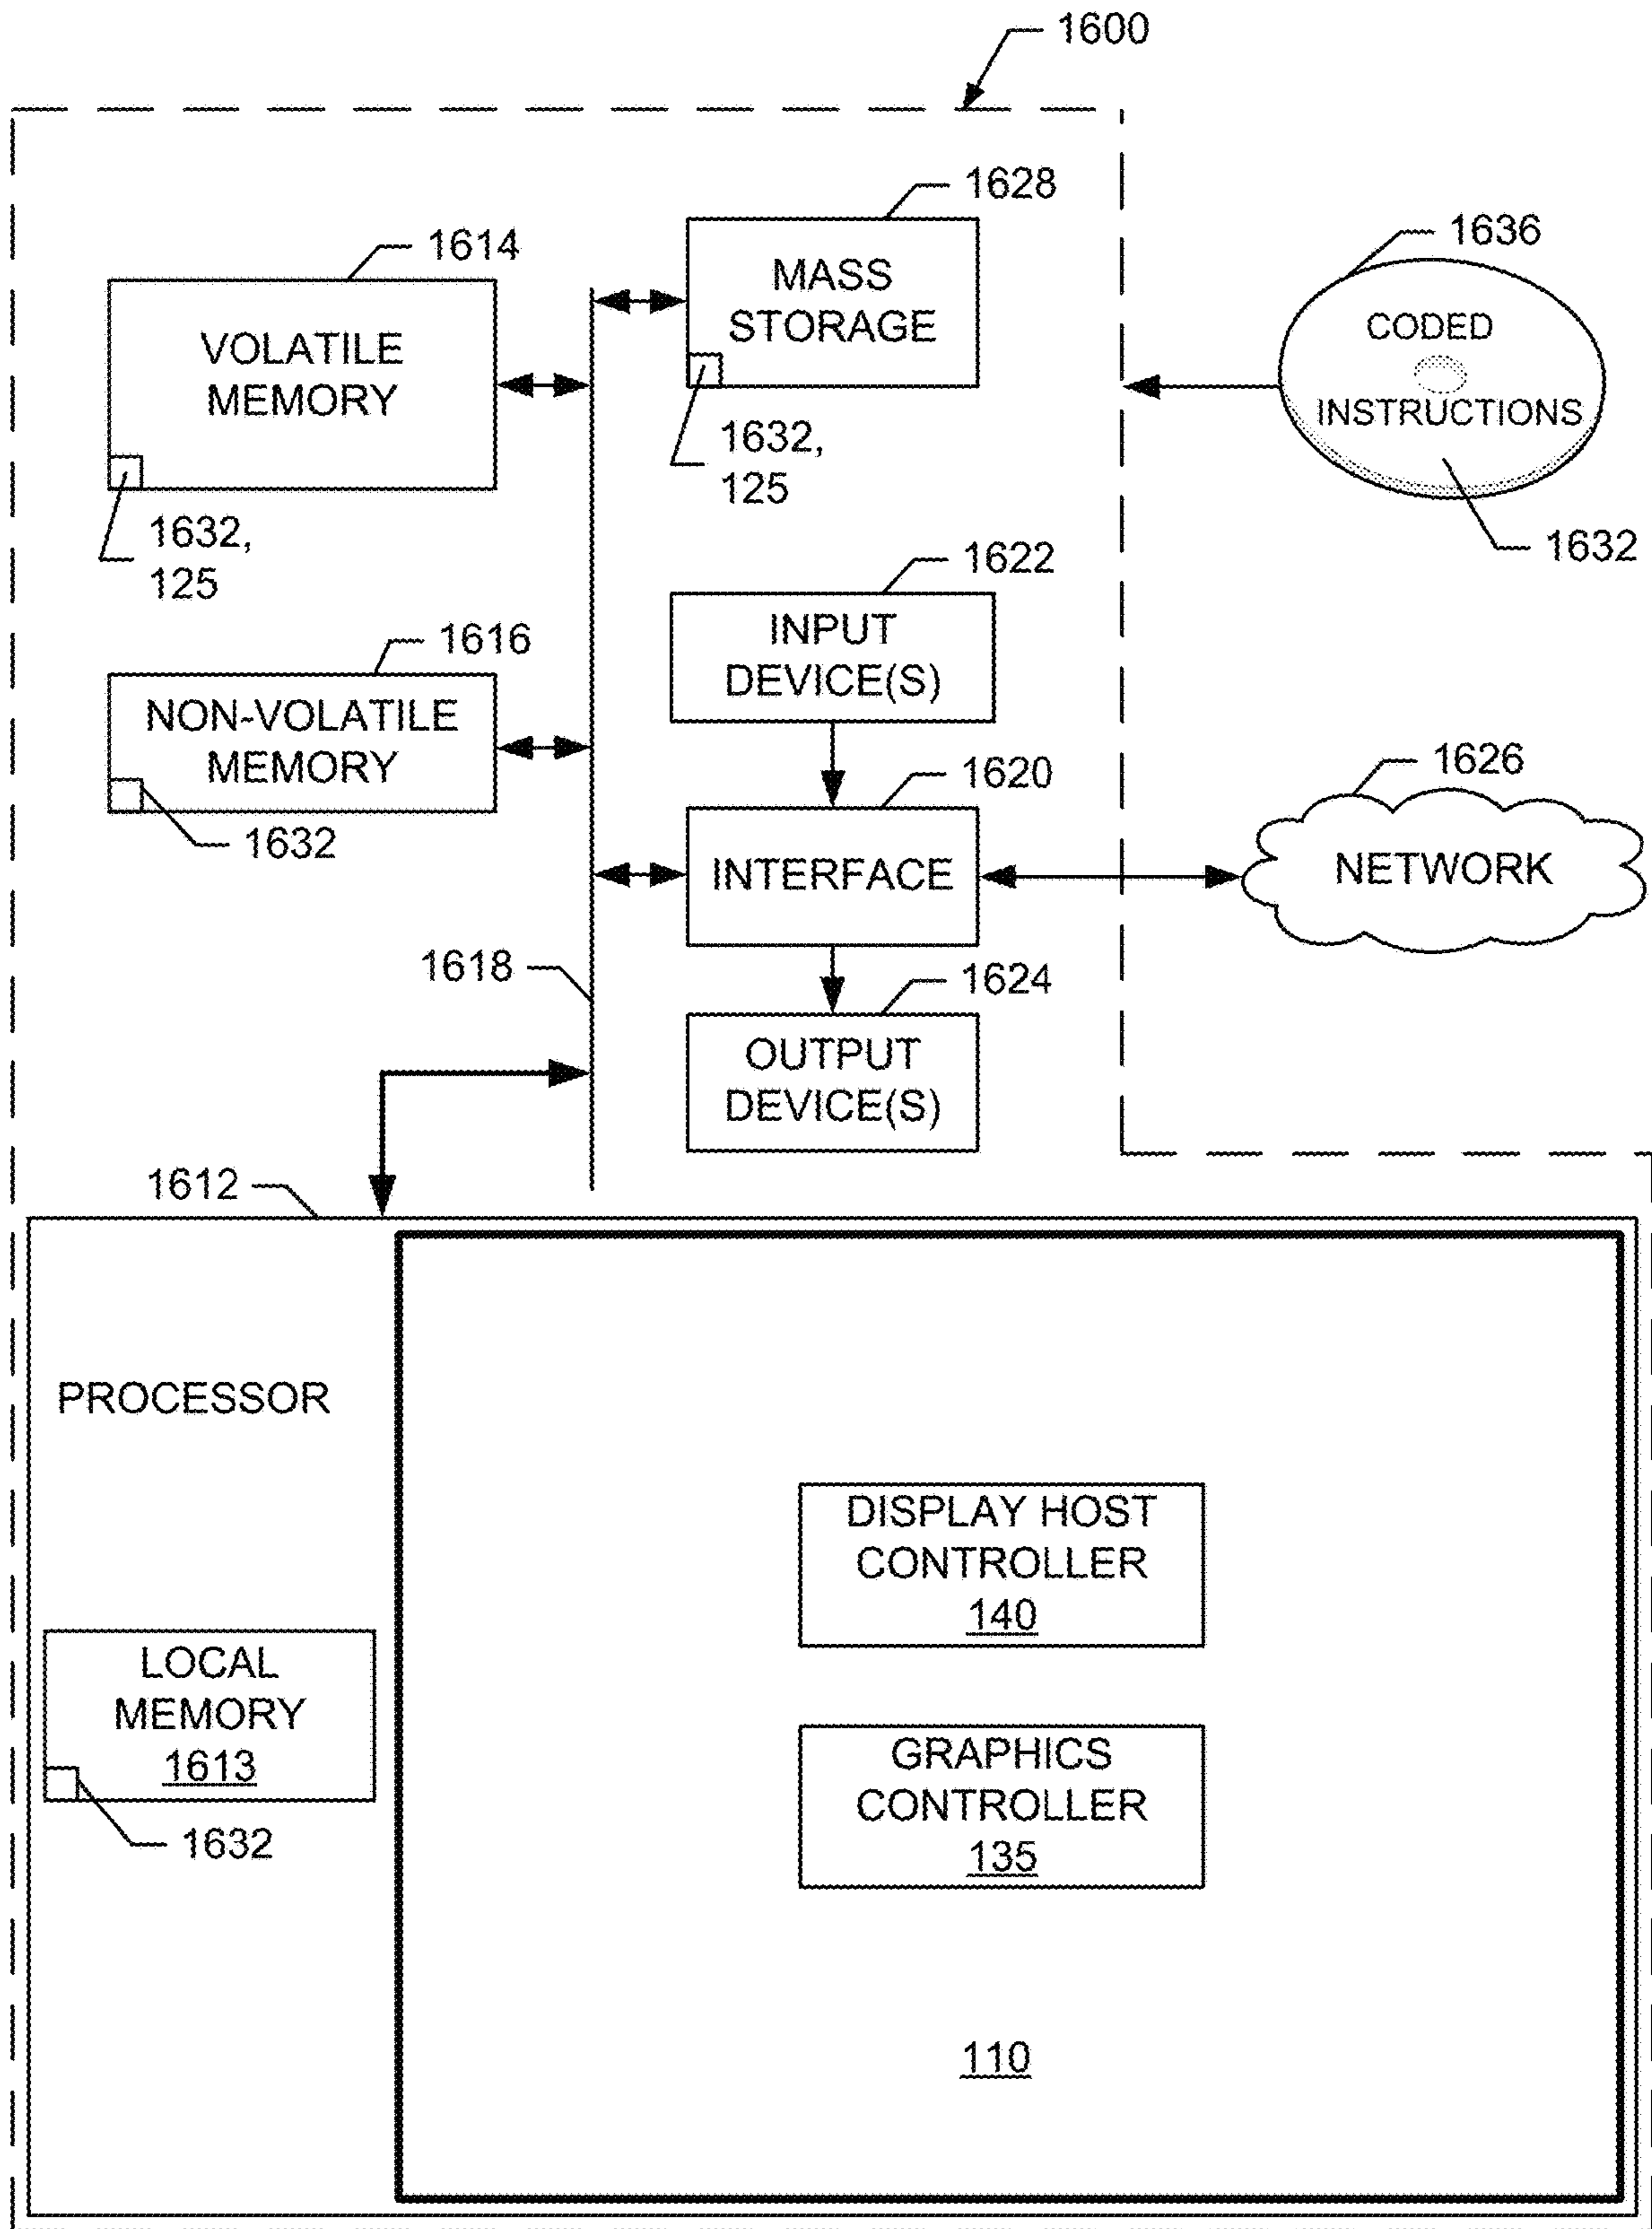 1600
1628
1614
MASS
STORAGE
VOLATILE
MEMORY
1632,
125
1632,
125
1636
CODED
INSTRUCTIONS
1632
1622
INPUT
DEVICE(S)
1616
NON-VOLATILE
MEMORY
1632
1620
INTERFACE
1626
NETWORK
1618
1624
OUTPUT
DEVICE(S)
1612
PROCESSOR
DISPLAY HOST
CONTROLLER
140
LOCAL
MEMORY
1613
1632
GRAPHICS
CONTROLLER
135
110